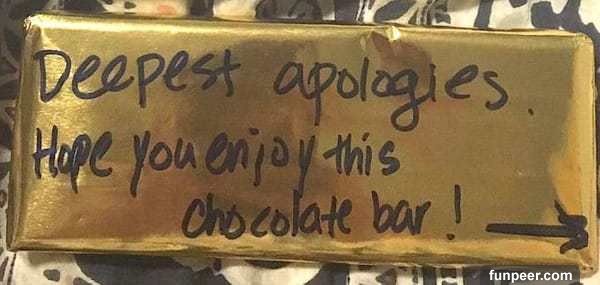 Deepest apologies.
Hope you enjoy this
chocolate bar! →
funpeer.com